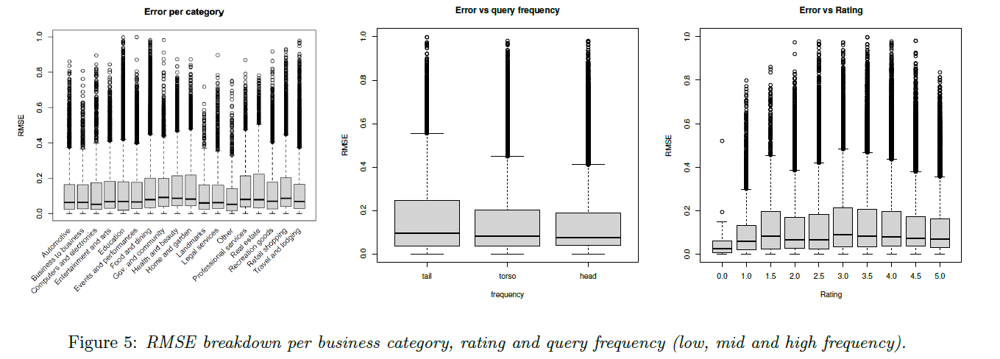 Error per category
RMSE
1.0
0.8
0.6
0.4
0.2
0.0
Automotive
Business to business
Computers and electronics
Entertainment and arts
Education
Events and performances
Food and dining
Gov. and community
Health and beauty
Home and garden
Landmarks
Legal services
Other
Professional services
Real estate
Recreation goods
Retail shopping
Travel and lodging
Error vs query frequency
RMSE
1.0
0.8
0.6
0.4
0.2
0.0
tail torso head
frequency
Error vs Rating
RMSE
1.0
0.8
0.6
0.4
0.2
0.0
0.0 1.0 1.5 2.0 2.5 3.0 3.5 4.0 4.5 5.0
Rating
Figure 5: RMSE breakdown per business category, rating and query frequency (low, mid and high frequency).